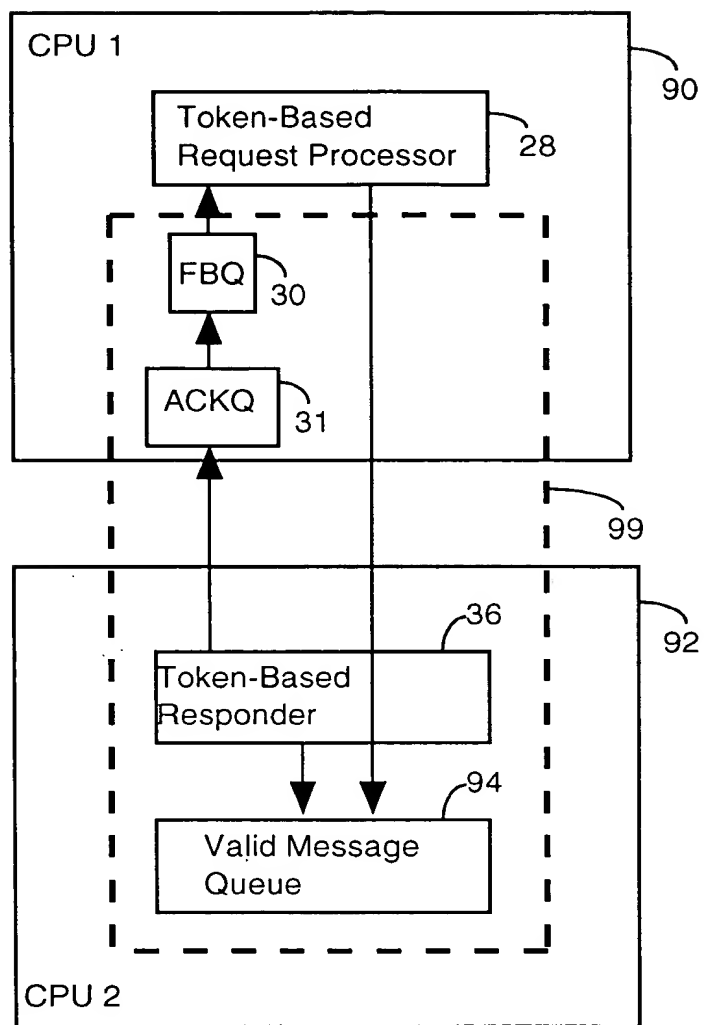 CPU 1
90
Token-Based
Request Processor
28
FBQ
30
ACKQ
31
99
36
92
Token-Based
Responder
94
Valid Message
Queue
CPU 2